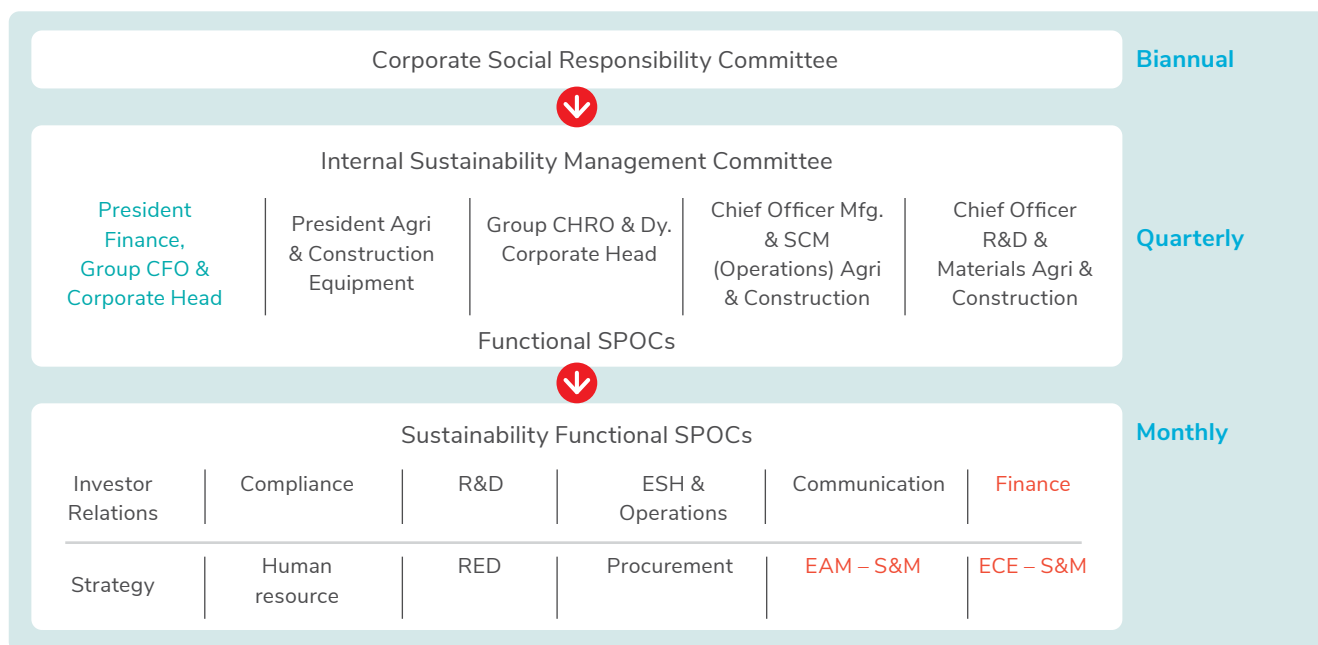 Corporate Social Responsibility Committee
Biannual
Internal Sustainability Management Committee
Quarterly
President
Finance,
Group CFO &
Corporate Head
President Agri
& Construction
Equipment
Group CHRO & Dy.
Corporate Head
Chief Officer Mfg.
& SCM
(Operations) Agri
& Construction
Chief Officer
R&D &
Materials Agri &
Construction
Functional SPOCs
Sustainability Functional SPOCs
Monthly
Investor
Relations
Compliance
R&D
ESH &
Operations
Communication
Finance
Strategy
Human
resource
RED
Procurement
EAM – S&M
ECE – S&M